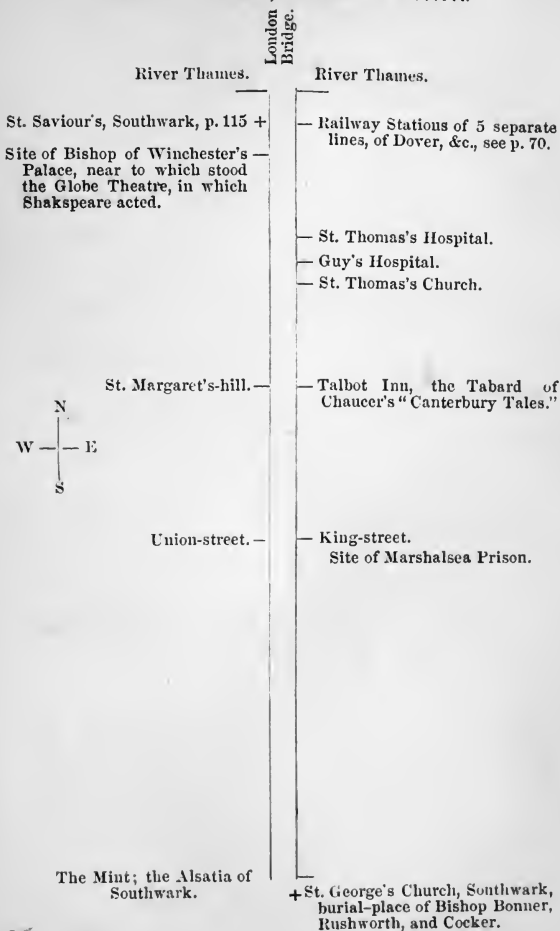 London
Bridge.
River Thames.
River Thames.
St. Saviour's, Southwark, p. 115 +
Site of Bishop of Winchester's —
Palace, near to which stood
the Globe Theatre, in which
Shakspeare acted.
— Railway Stations of 5 separate
lines, of Dover, &c., see p. 70.
— St. Thomas's Hospital.
— Guy's Hospital.
— St. Thomas's Church.
St. Margaret's-hill. —
— Talbot Inn, the Tabard of
Chaucer's "Canterbury Tales."
N
W — — E
S
Union-street. —
— King-street.
Site of Marshalsea Prison.
The Mint; the Alsatia of
Southwark.
+ St. George's Church, Southwark,
burial-place of Bishop Bonner,
Rushworth, and Cocker.